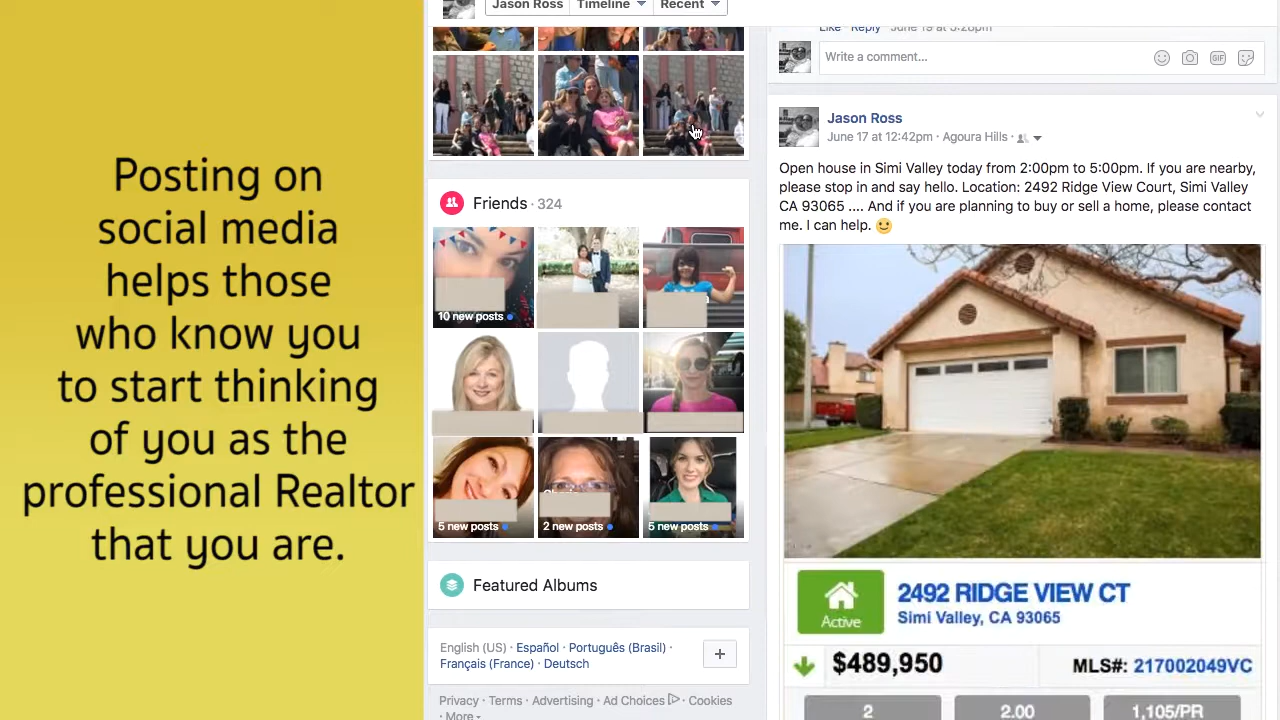 Posting on
social media
helps those
who know you
to start thinking
of you as the
professional Realtor
that you are.
Jason Ross Timeline Recent
Friends · 324
10 new posts
5 new posts
2 new posts
5 new posts
Featured Albums
English (US) · Español · Português (Brasil) ·
Français (France) · Deutsch
+
Privacy · Terms · Advertising · Ad Choices · Cookies
· More
Like · Reply · June 19 at 3:28pm
Write a comment...
GIF
Jason Ross
June 17 at 12:42pm · Agoura Hills ·
Open house in Simi Valley today from 2:00pm to 5:00pm. If you are nearby,
please stop in and say hello. Location: 2492 Ridge View Court, Simi Valley
CA 93065 .... And if you are planning to buy or sell a home, please contact
me. I can help.
Active
2492 RIDGE VIEW CT
Simi Valley, CA 93065
$489,950
MLS#: 217002049VC
2
2.00
1,105/PR